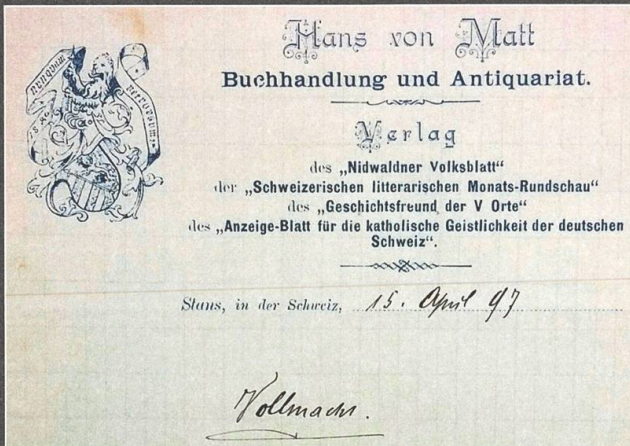 Hans von Matt
Buchhandlung und Antiquariat.
Verlag
des „Nidwaldner Volksblatt“
der „Schweizerischen litterarischen Monats-Rundschau“
des „Geschichtsfreund der V Orte“
des „Anzeige-Blatt für die katholische Geistlichkeit der deutschen
Schweiz“.
Stans, in der Schweiz, 15. April 97
Vollmacht.